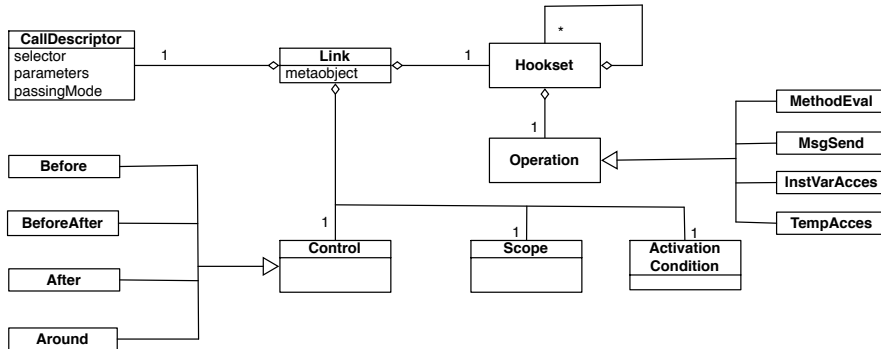 CallDescriptor
selector
parameters
passingMode
1
Link
metaobject
1
*
Hookset
1
Operation
MethodEval
MsgSend
InstVarAcces
TempAcces
Before
BeforeAfter
After
Around
1
Control
1
Scope
1
Activation
Condition